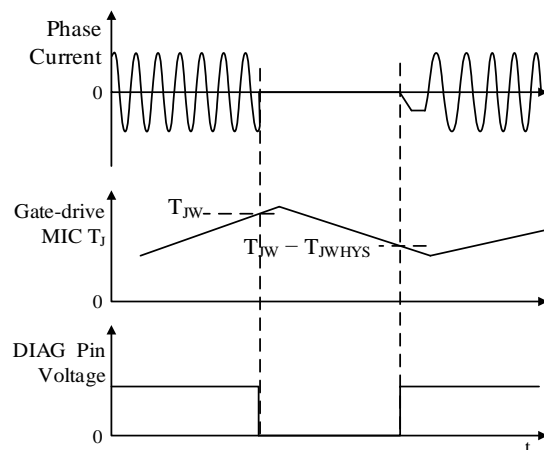 Phase
Current
0
Gate-drive
MIC TJ
TJW
TJW − TJWHYS
0
DIAG Pin
Voltage
0
t